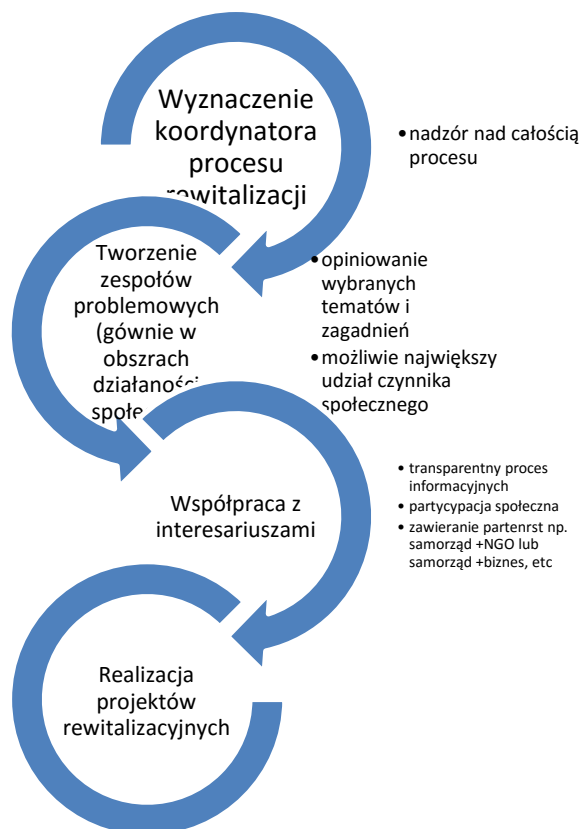 Wyznaczenie
koordynatora
procesu
rewitalizacji
•nadzór nad całością
procesu
Tworzenie
zespołów
problemowych
(gównie w
obszrach
działaności
•opiniowanie
wybranych
tematów i
zagadnień
•możliwie największy
udział czynnika
społecznego
Współpraca z
interesariuszami
• transparentny proces
informacyjnych
• partycypacja społeczna
• zawieranie partenrst np.
samorząd +NGO lub
samorząd +biznes, etc
Realizacja
projektów
rewitalizacyjnych